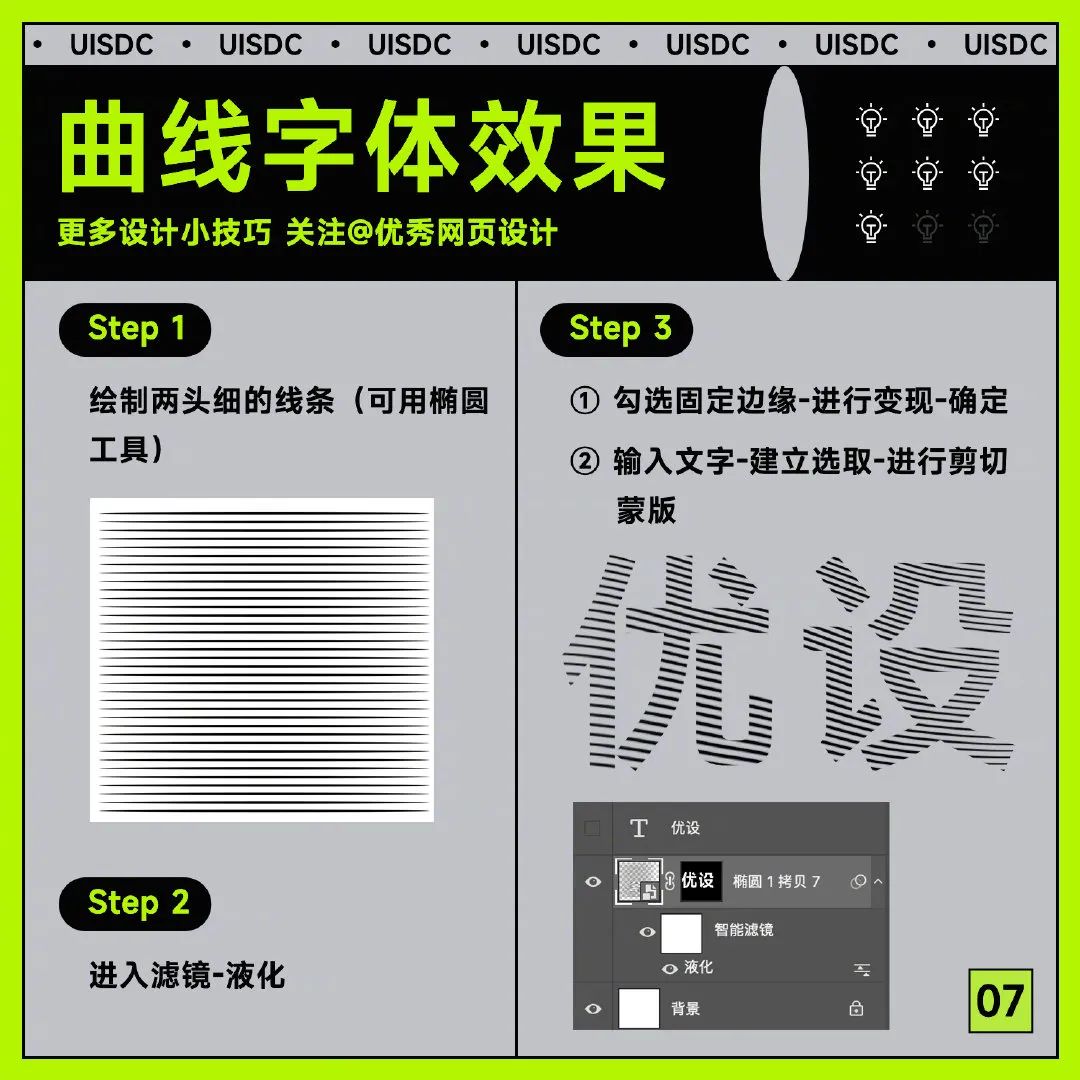 • UISDC • UISDC • UISDC • UISDC • UISDC • UISDC • UISDC
曲线字体效果
更多设计小技巧 关注@优秀网页设计
Step 1
绘制两头细的线条（可用椭圆
工具）
Step 2
进入滤镜-液化
Step 3
① 勾选固定边缘-进行变现-确定
② 输入文字-建立选取-进行剪切
蒙版
优设
T 优设
优设 椭圆 1 拷贝 7
智能滤镜
液化
背景
07